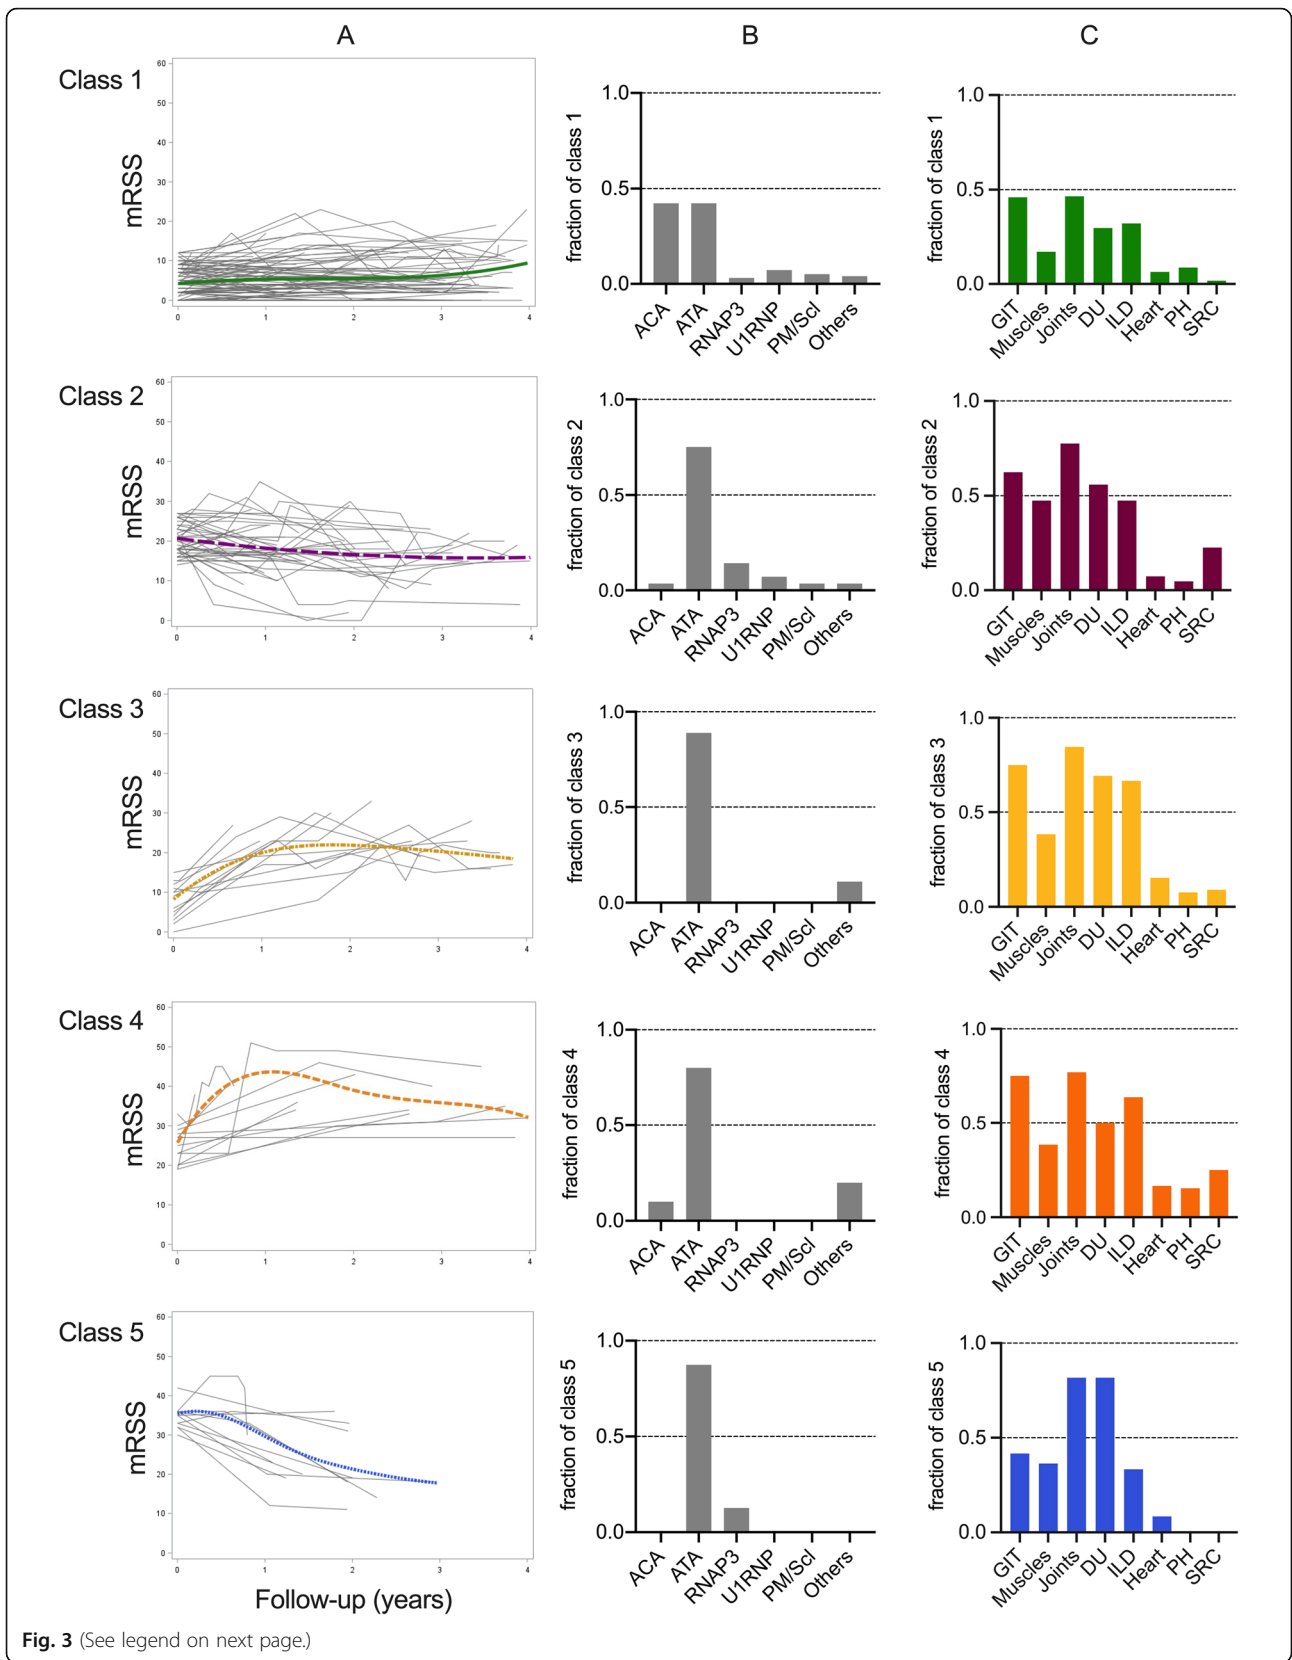 A B C
Class 1
mRSS
60
50
40
30
20
10
0
0 1 2 3 4
fraction of class 1
1.0
0.5
0.0
ACA ATA RNAP3 U1RNP PM/Scl Others
fraction of class 1
1.0
0.5
0.0
GIT Muscles Joints DU ILD Heart PH SRC
Class 2
mRSS
60
50
40
30
20
10
0
0 1 2 3 4
fraction of class 2
1.0
0.5
0.0
ACA ATA RNAP3 U1RNP PM/Scl Others
fraction of class 2
1.0
0.5
0.0
GIT Muscles Joints DU ILD Heart PH SRC
Class 3
mRSS
60
50
40
30
20
10
0
0 1 2 3 4
fraction of class 3
1.0
0.5
0.0
ACA ATA RNAP3 U1RNP PM/Scl Others
fraction of class 3
1.0
0.5
0.0
GIT Muscles Joints DU ILD Heart PH SRC
Class 4
mRSS
60
50
40
30
20
10
0
0 1 2 3 4
fraction of class 4
1.0
0.5
0.0
ACA ATA RNAP3 U1RNP PM/Scl Others
fraction of class 4
1.0
0.5
0.0
GIT Muscles Joints DU ILD Heart PH SRC
Class 5
mRSS
60
50
40
30
20
10
0
0 1 2 3 4
Follow-up (years)
fraction of class 5
1.0
0.5
0.0
ACA ATA RNAP3 U1RNP PM/Scl Others
fraction of class 5
1.0
0.5
0.0
GIT Muscles Joints DU ILD Heart PH SRC
Fig. 3 (See legend on next page.)